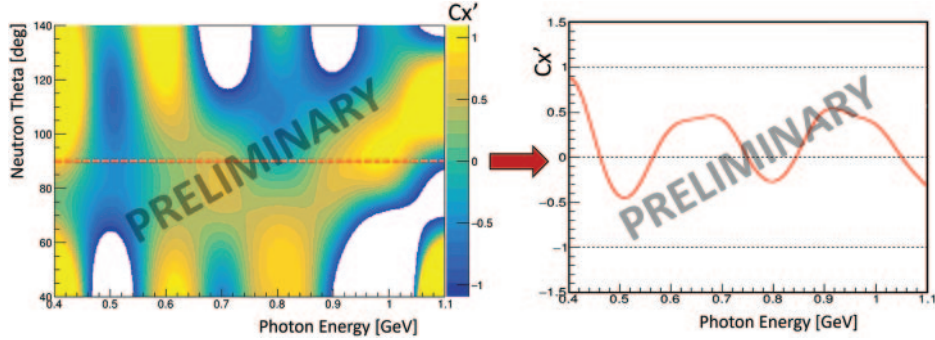 Cx'
140
120
100
80
60
40
Neutron Theta [deg]
0.4 0.5 0.6 0.7 0.8 0.9 1 1.1
Photon Energy [GeV]
1
0.5
0
−0.5
−1
PRELIMINARY
Cx'
1.5
1
0.5
0
-0.5
-1
-1.5
0.4 0.5 0.6 0.7 0.8 0.9 1 1.1
Photon Energy [GeV]
PRELIMINARY